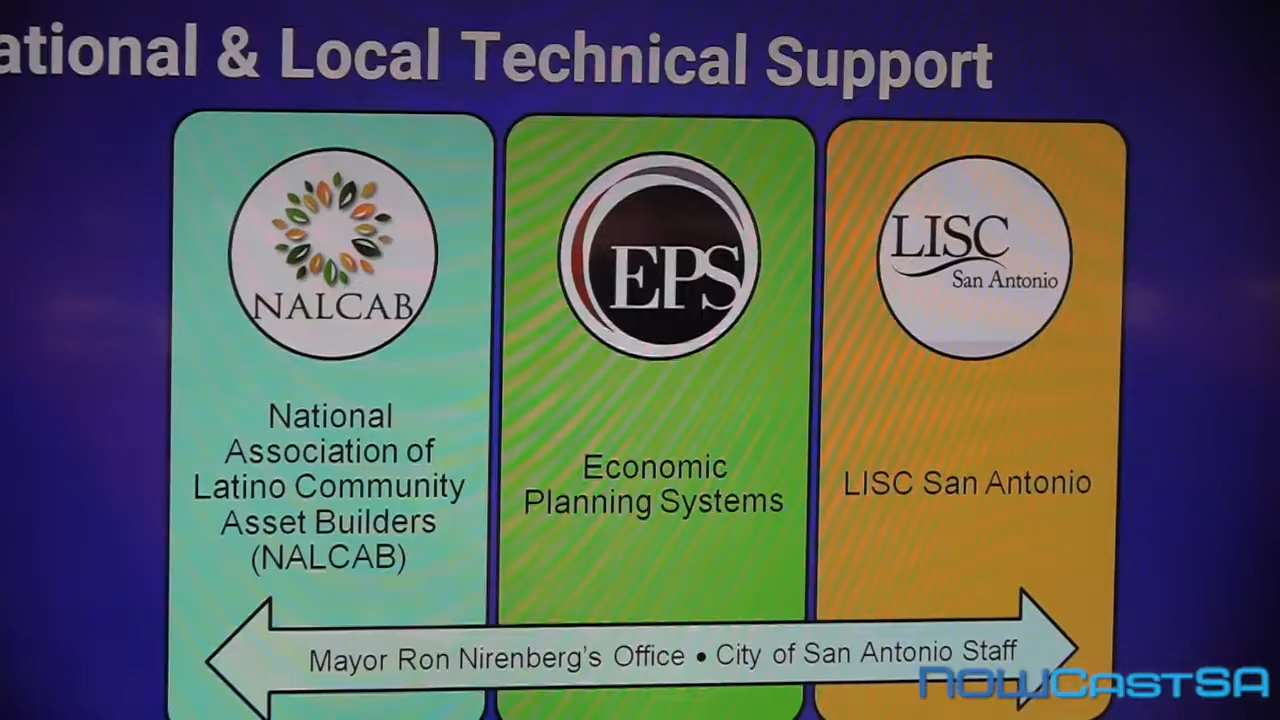 ational & Local Technical Support
NALCAB
EPS
LISC
San Antonio
National
Association of
Latino Community
Asset Builders
(NALCAB)
Economic
Planning Systems
LISC San Antonio
Mayor Ron Nirenberg's Office • City of San Antonio Staff
NOWCastSA